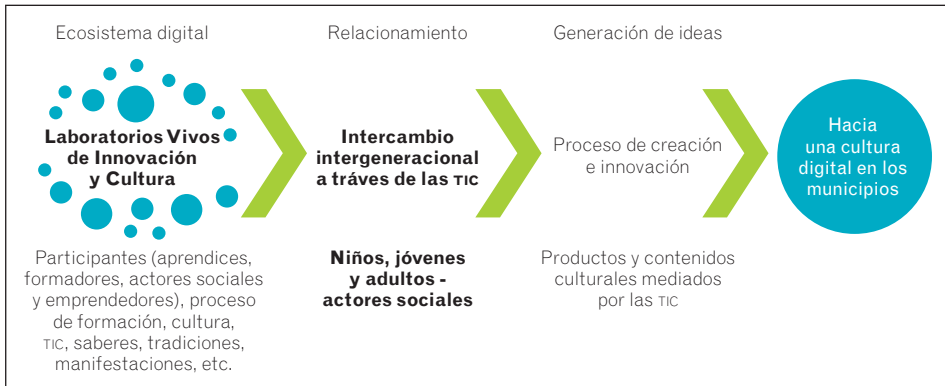 Ecosistema digital
Laboratorios Vivos
de Innovación
y Cultura
Participantes (aprendices,
formadores, actores sociales
y emprendedores), proceso
de formación, cultura,
TIC, saberes, tradiciones,
manifestaciones, etc.
Relacionamiento
Intercambio
intergeneracional
a tráves de las TIC
Niños, jóvenes
y adultos -
actores sociales
Generación de ideas
Proceso de creación
e innovación
Productos y contenidos
culturales mediados
por las TIC
Hacia
una cultura
digital en los
municipios